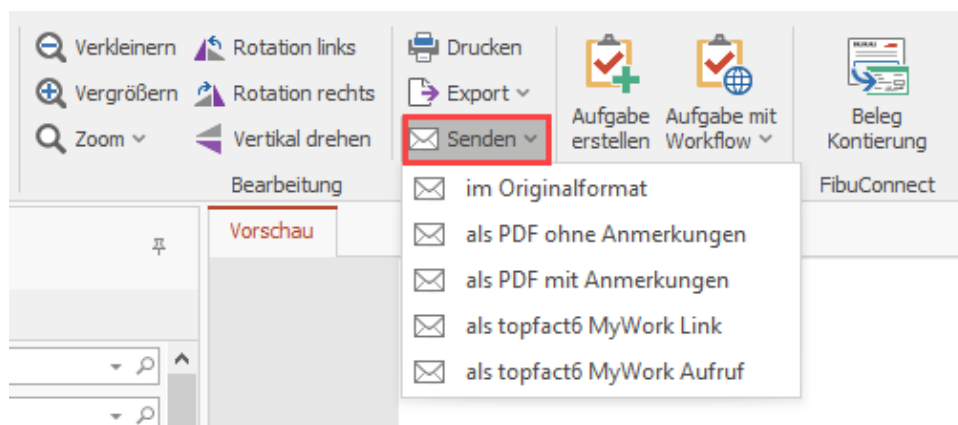 Verkleinern
Rotation links
Drucken
Vergrößern
Rotation rechts
Export
Zoom
Vertikal drehen
Senden
Aufgabe
erstellen
Aufgabe mit
Workflow
Beleg
Kontierung
Bearbeitung
FibuConnect
Vorschau
im Originalformat
als PDF ohne Anmerkungen
als PDF mit Anmerkungen
als topfact6 MyWork Link
als topfact6 MyWork Aufruf